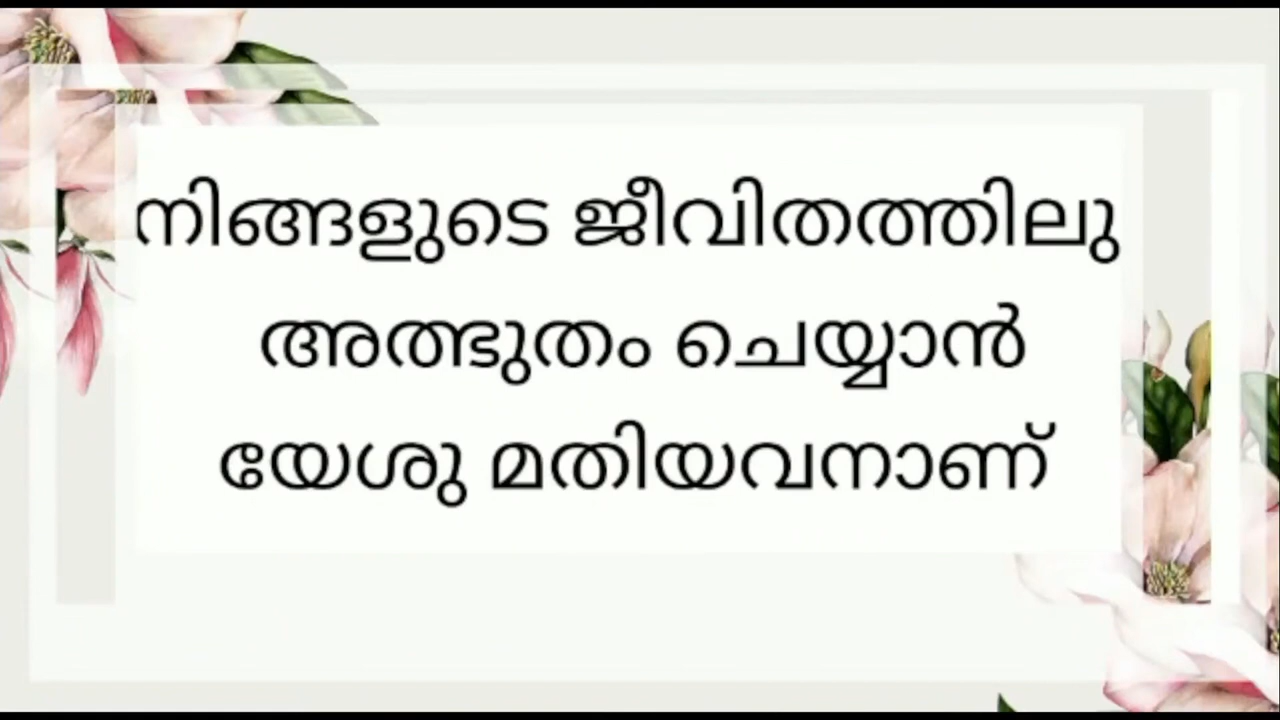 നിങ്ങളുടെ ജീവിതത്തിലു
അത്ഭുതം ചെയ്യാൻ
യേശു മതിയവനാണ്